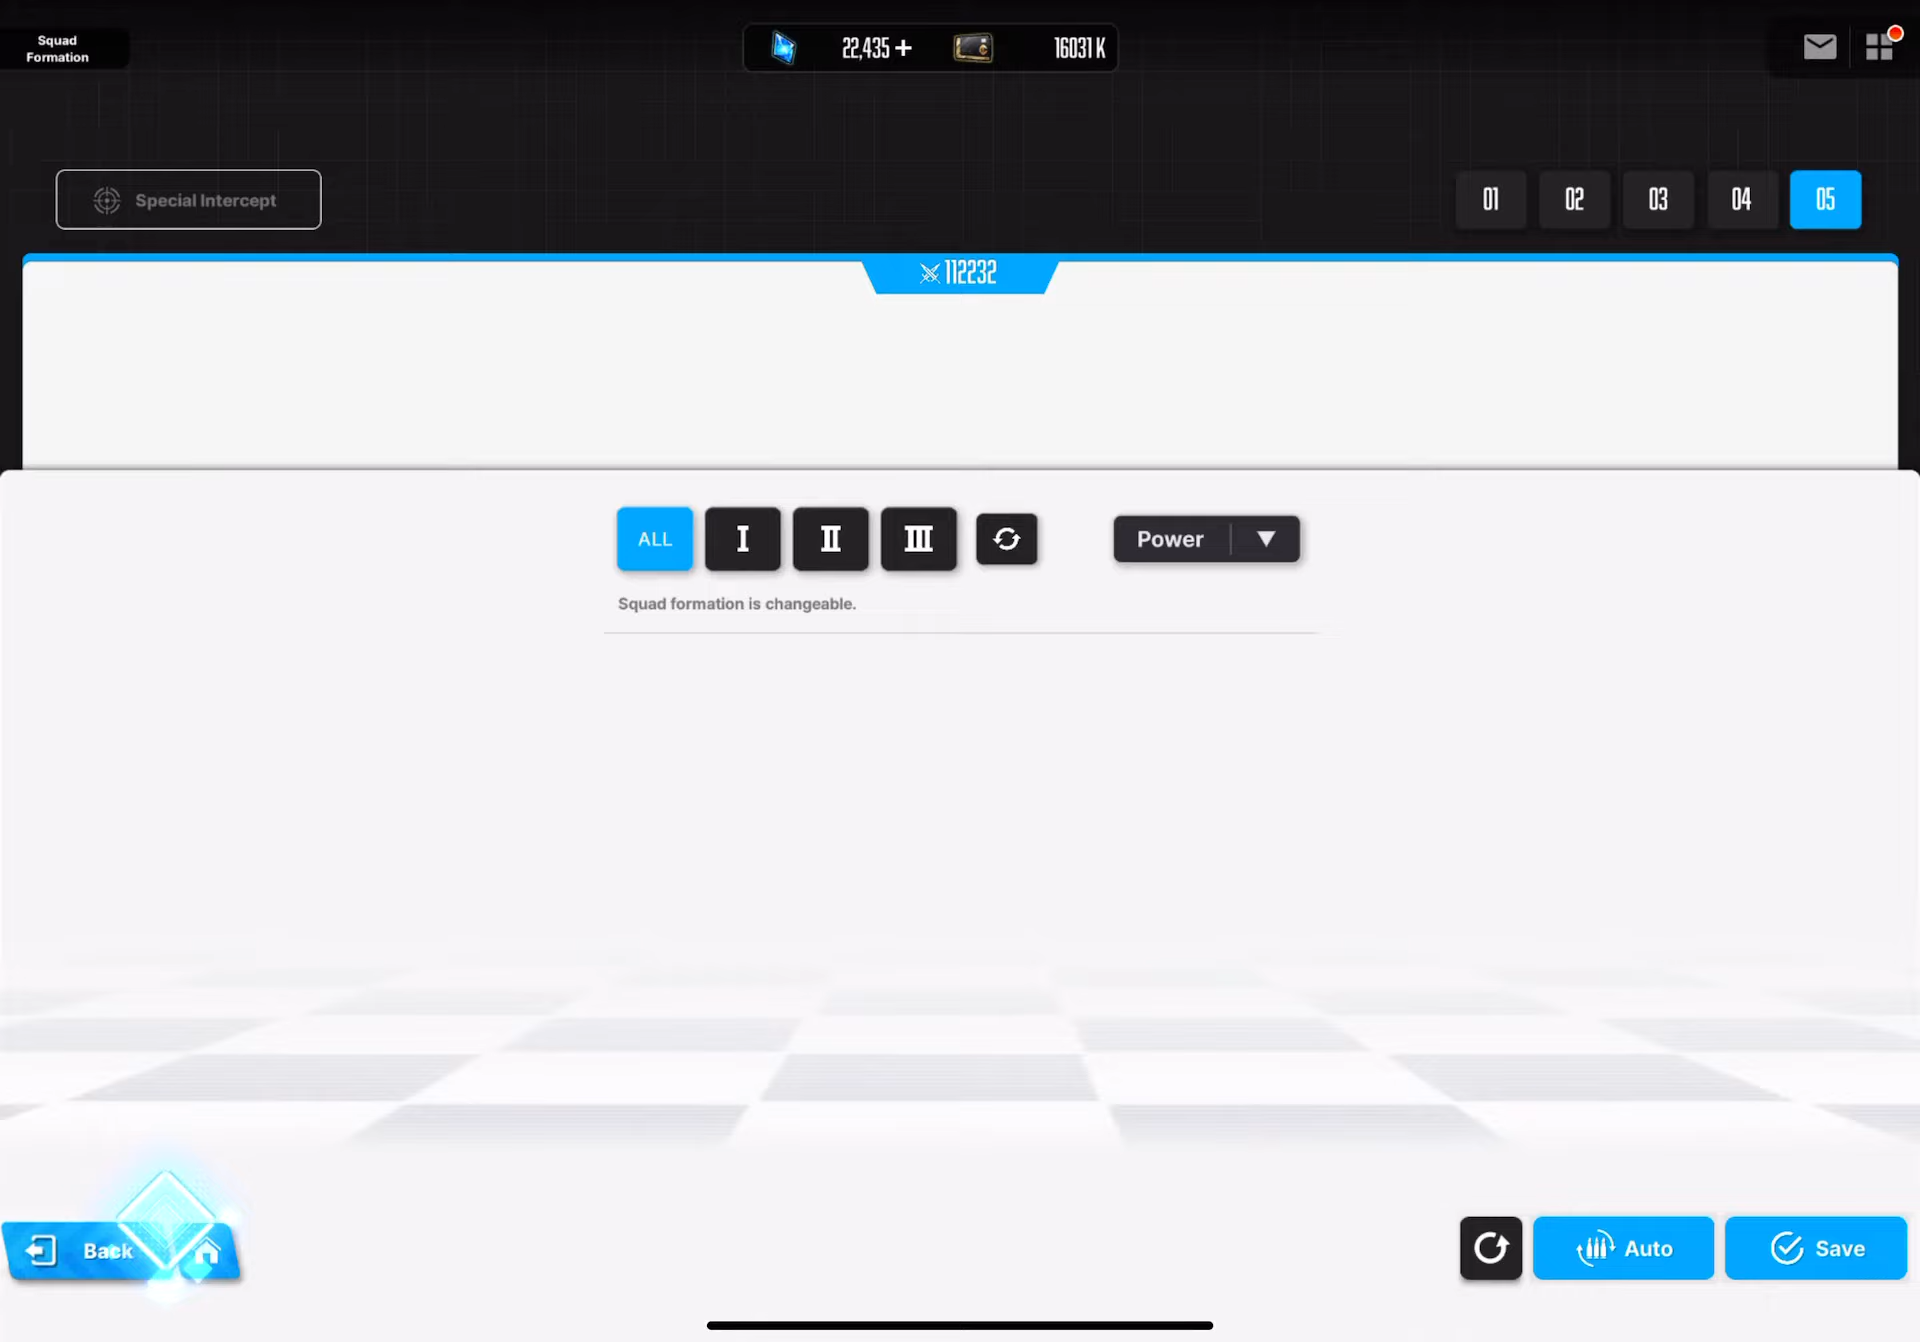 Squad
Formation
22,435 +
16031 K
Special Intercept
01
02
03
04
05
112232
ALL
I
II
III
Power
Squad formation is changeable.
Back
Auto
Save